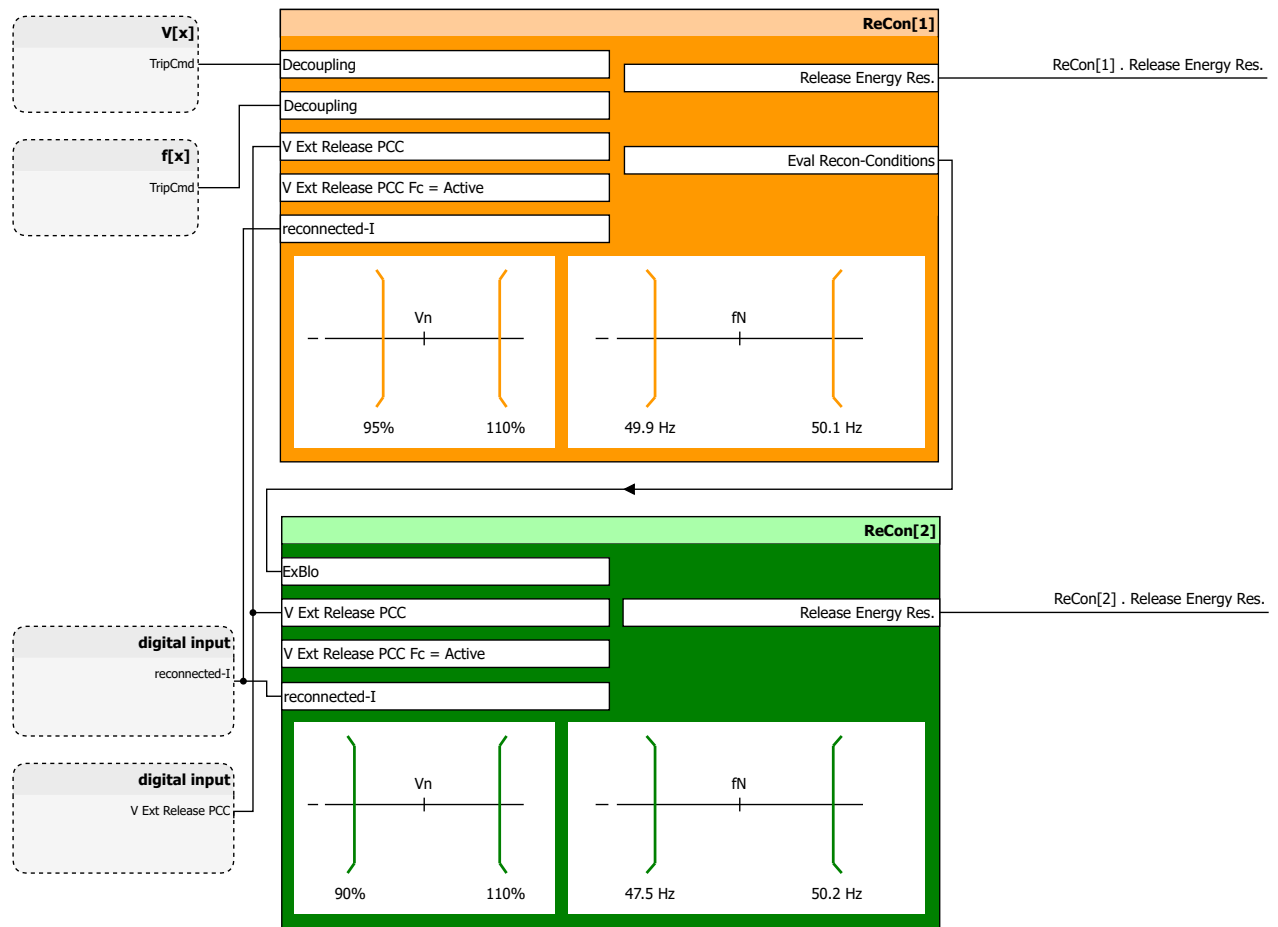 V[x]
TripCmd
f[x]
TripCmd
ReCon[1]
Decoupling
Release Energy Res.
ReCon[1] . Release Energy Res.
Decoupling
V Ext Release PCC
Eval Recon-Conditions
V Ext Release PCC Fc = Active
reconnected-I
Vn
95%
110%
fN
49.9 Hz
50.1 Hz
ReCon[2]
ExBlo
V Ext Release PCC
Release Energy Res.
ReCon[2] . Release Energy Res.
V Ext Release PCC Fc = Active
reconnected-I
digital input
reconnected-I
digital input
V Ext Release PCC
Vn
90%
110%
fN
47.5 Hz
50.2 Hz